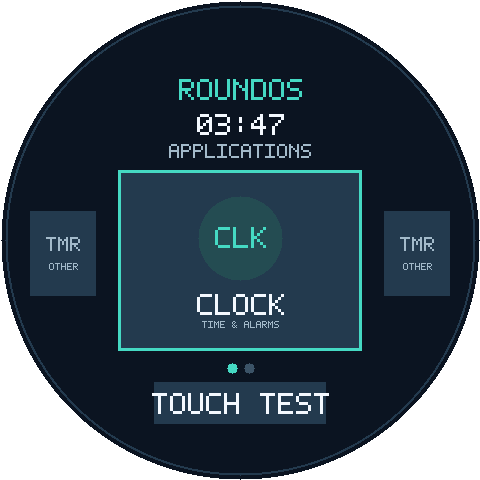 ROUNDOS
03:47
APPLICATIONS
TMR
OTHER
CLK
CLOCK
TIME & ALARMS
TMR
OTHER
TOUCH TEST